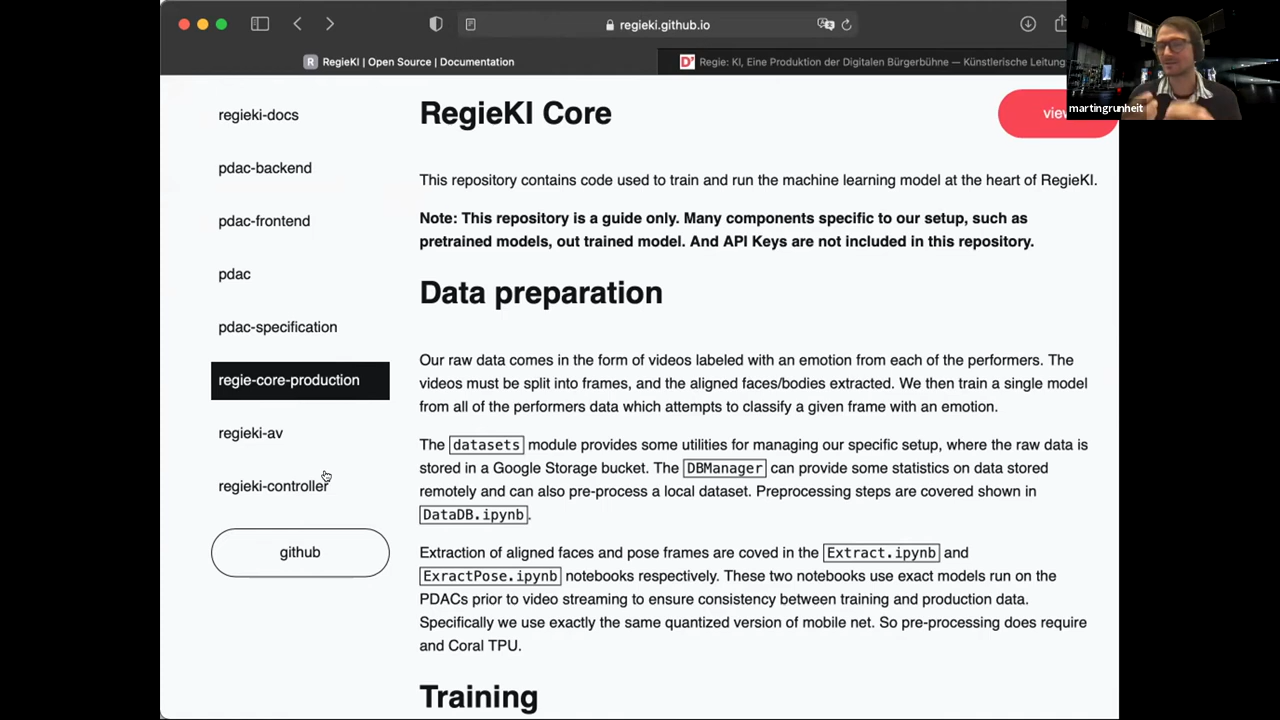 regieki.github.io
R RegieKI | Open Source | Documentation
D' Regie: KI, Eine Produktion der Digitalen Bürgerbühne — Künstlerische Leitung
martingrunheit
regieki-docs
pdac-backend
pdac-frontend
pdac
pdac-specification
regie-core-production
regieki-av
regieki-controller
github
RegieKI Core
This repository contains code used to train and run the machine learning model at the heart of RegieKI.
Note: This repository is a guide only. Many components specific to our setup, such as
pretrained models, out trained model. And API Keys are not included in this repository.
Data preparation
Our raw data comes in the form of videos labeled with an emotion from each of the performers. The
videos must be split into frames, and the aligned faces/bodies extracted. We then train a single model
from all of the performers data which attempts to classify a given frame with an emotion.
The datasets module provides some utilities for managing our specific setup, where the raw data is
stored in a Google Storage bucket. The DBManager can provide some statistics on data stored
remotely and can also pre-process a local dataset. Preprocessing steps are covered shown in
DataDB.ipynb.
Extraction of aligned faces and pose frames are coved in the Extract.ipynb and
ExractPose.ipynb notebooks respectively. These two notebooks use exact models run on the
PDACs prior to video streaming to ensure consistency between training and production data.
Specifically we use exactly the same quantized version of mobile net. So pre-processing does require
and Coral TPU.
Training